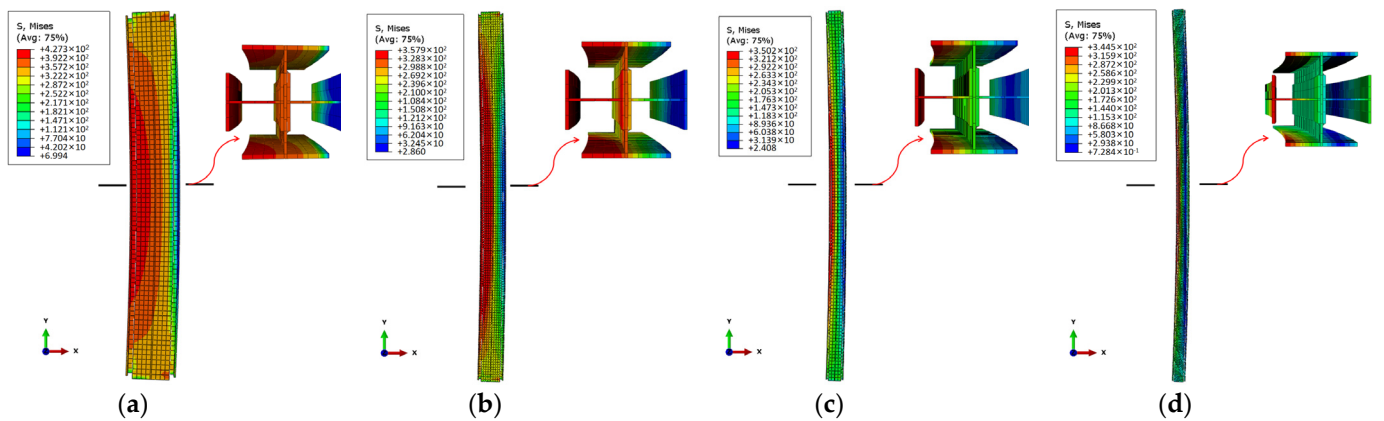 S, Mises
(Avg: 75%)
+4.273×10²
+3.922×10²
+3.572×10²
+3.222×10²
+2.872×10²
+2.522×10²
+2.171×10²
+1.821×10²
+1.471×10²
+1.121×10²
+7.704×10
+4.202×10
+6.994
Y
X
(a)
S, Mises
(Avg: 75%)
+3.579×10²
+3.283×10²
+2.988×10²
+2.692×10²
+2.396×10²
+2.100×10²
+1.084×10²
+1.508×10²
+1.212×10²
+9.163×10
+6.204×10
+3.245×10
+2.860
Y
X
(b)
S, Mises
(Avg: 75%)
+3.502×10²
+3.212×10²
+2.922×10²
+2.633×10²
+2.343×10²
+2.053×10²
+1.763×10²
+1.473×10²
+1.183×10²
+8.936×10
+6.038×10
+3.139×10
+2.408
Y
X
(c)
S, Mises
(Avg: 75%)
+3.445×10²
+3.159×10²
+2.872×10²
+2.586×10²
+2.299×10²
+2.013×10²
+1.726×10²
+1.440×10²
+1.153×10²
+8.668×10
+5.803×10
+2.938×10
+7.284×10⁻¹
Y
X
(d)